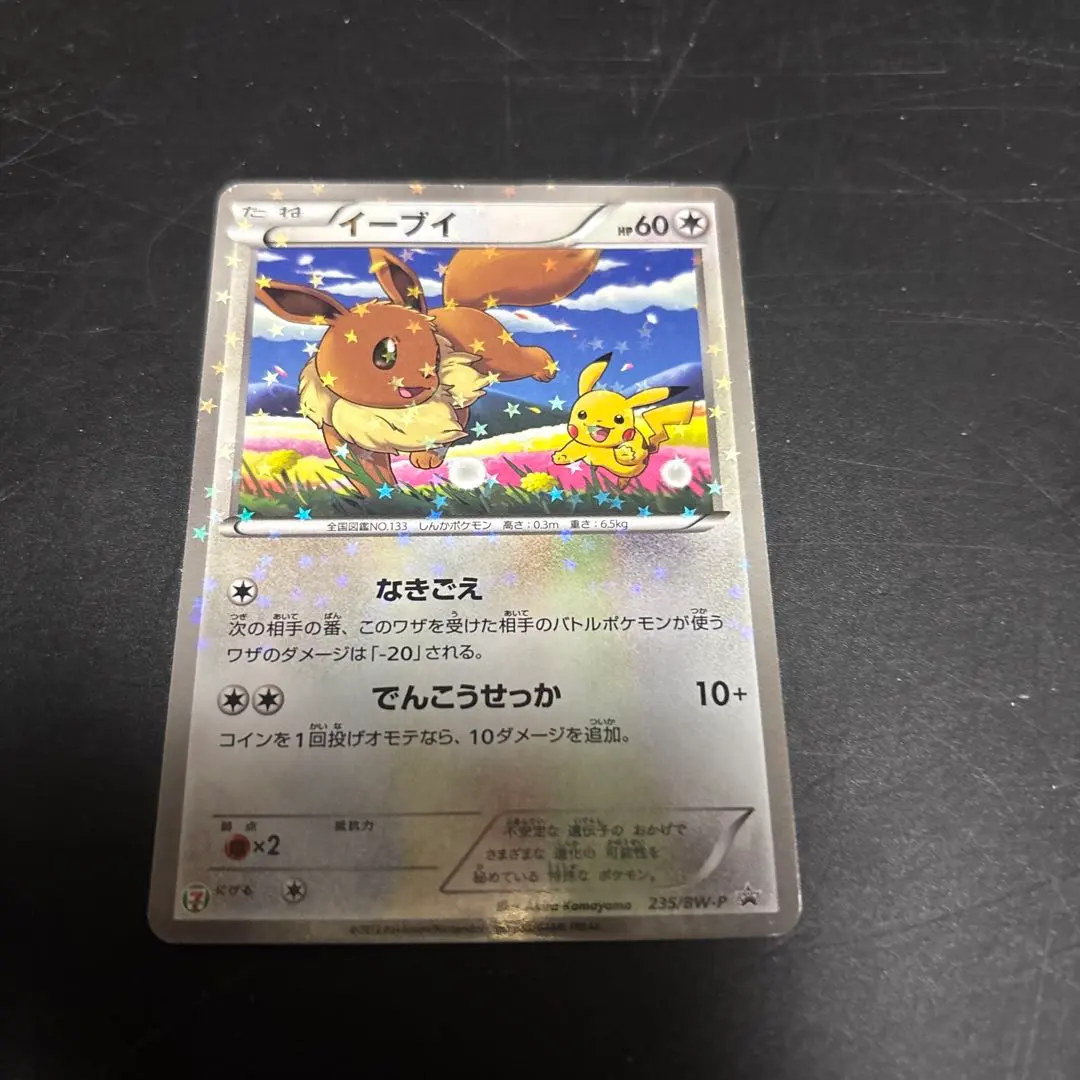 たね イーブイ HP60
全国図鑑NO.133 しんかポケモン 高さ:0.3m 重さ:6.5kg
なきごえ
次の相手の番、このワザを受けた相手のバトルポケモンが使う
ワザのダメージは「-20」される。
でんこうせっか 10+
コインを1回投げオモテなら、10ダメージを追加。
弱点 抵抗力
×2
不安定な 遺伝子の おかげで
さまざまな 進化の 可能性を
秘めている 特殊な ポケモン。
にげる
7
Akira Komayama 235/BW-P